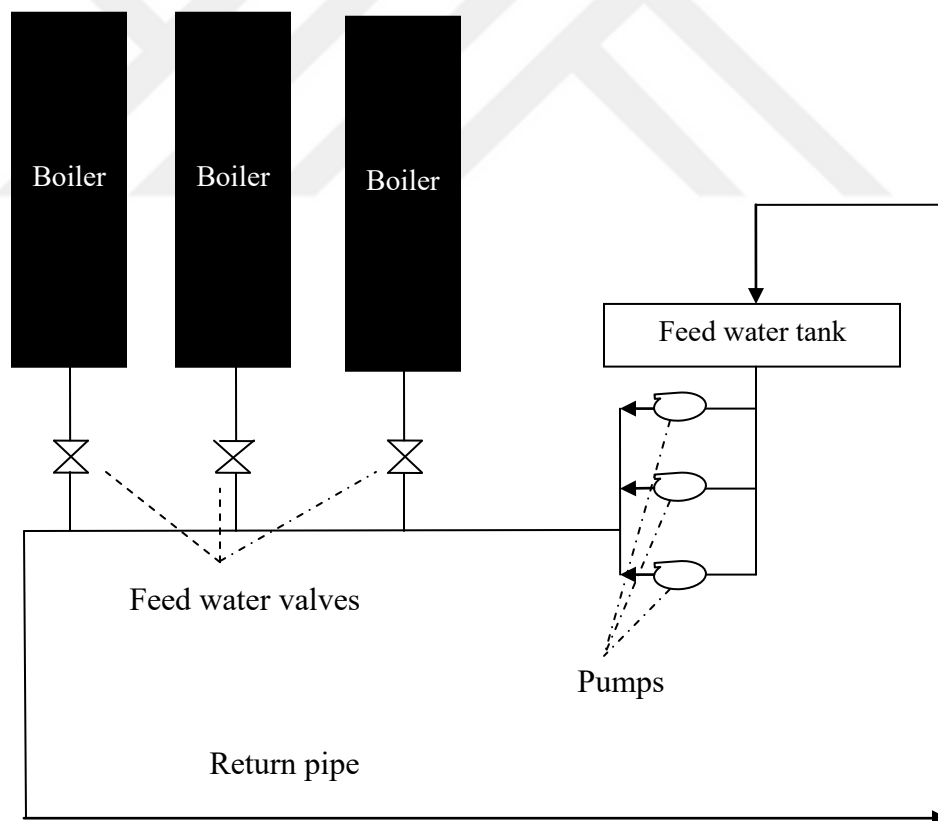 Boiler
Boiler
Boiler
Feed water tank
Feed water valves
Pumps
Return pipe